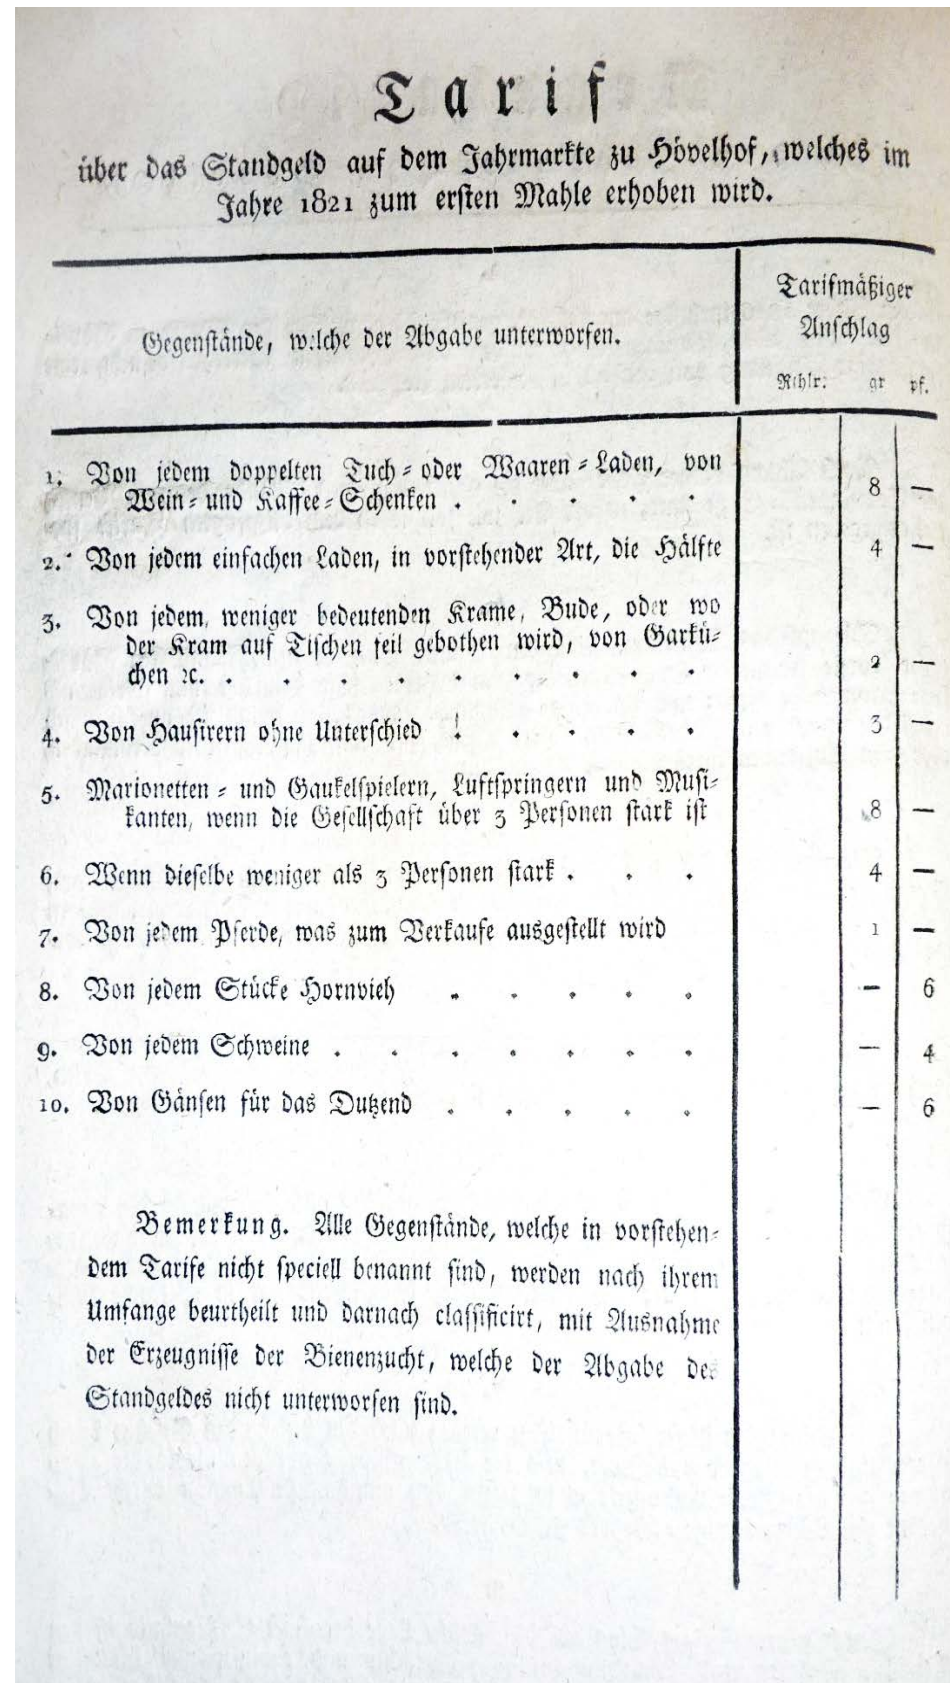 Tarif
über das Standgeld auf dem Jahrmarkte zu Hövelhof, welches im
Jahre 1821 zum ersten Mahle erhoben wird.
Gegenstände, welche der Abgabe unterworfen.
Tarifmäßiger
Anschlag
Rthlr. gr pf.
1. Von jedem doppelten Tuch- oder Waaren-Laden, von
Wein- und Kaffee-Schenken . . . . . 8 —
2. Von jedem einfachen Laden, in vorstehender Art, die Hälfte 4 —
3. Von jedem weniger bedeutenden Krame, Bude, oder wo
der Kram auf Tischen feil gebothen wird, von Garkü-
chen ꝛc. . . . . . . . . . 2 —
4. Von Hausirern ohne Unterschied ! . . . . 3 —
5. Marionetten- und Gaukelspielern, Luftspringern und Musi-
kanten, wenn die Gesellschaft über 3 Personen stark ist 8 —
6. Wenn dieselbe weniger als 3 Personen stark . . . 4 —
7. Von jedem Pferde, was zum Verkaufe ausgestellt wird 1 —
8. Von jedem Stücke Hornvieh . . . . . — 6
9. Von jedem Schweine . . . . . . . — 4
10. Von Gänsen für das Dutzend . . . . . — 6
Bemerkung. Alle Gegenstände, welche in vorstehen-
dem Tarife nicht speciell benannt sind, werden nach ihrem
Umfange beurtheilt und darnach classificirt, mit Ausnahme
der Erzeugnisse der Bienenzucht, welche der Abgabe des
Standgeldes nicht unterworfen sind.